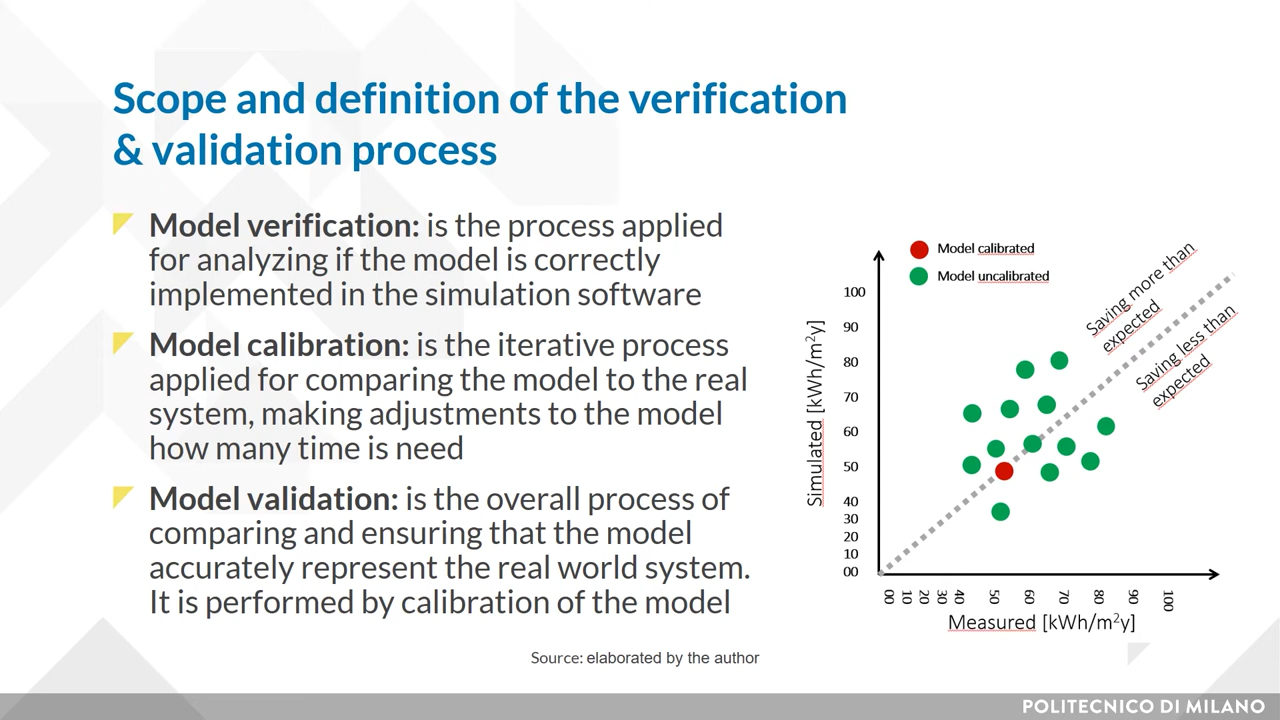 Scope and definition of the verification
& validation process
Model verification: is the process applied
for analyzing if the model is correctly
implemented in the simulation software
Model calibration: is the iterative process
applied for comparing the model to the real
system, making adjustments to the model
how many time is need
Model validation: is the overall process of
comparing and ensuring that the model
accurately represent the real world system.
It is performed by calibration of the model
Model calibrated
Model uncalibrated
Saving more than
expected
Saving less than
expected
Simulated [kWh/m²y]
100
90
80
70
60
50
40
30
20
10
00
00 10 20 30 40 50 60 70 80 90 100
Measured [kWh/m²y]
Source: elaborated by the author
POLITECNICO DI MILANO